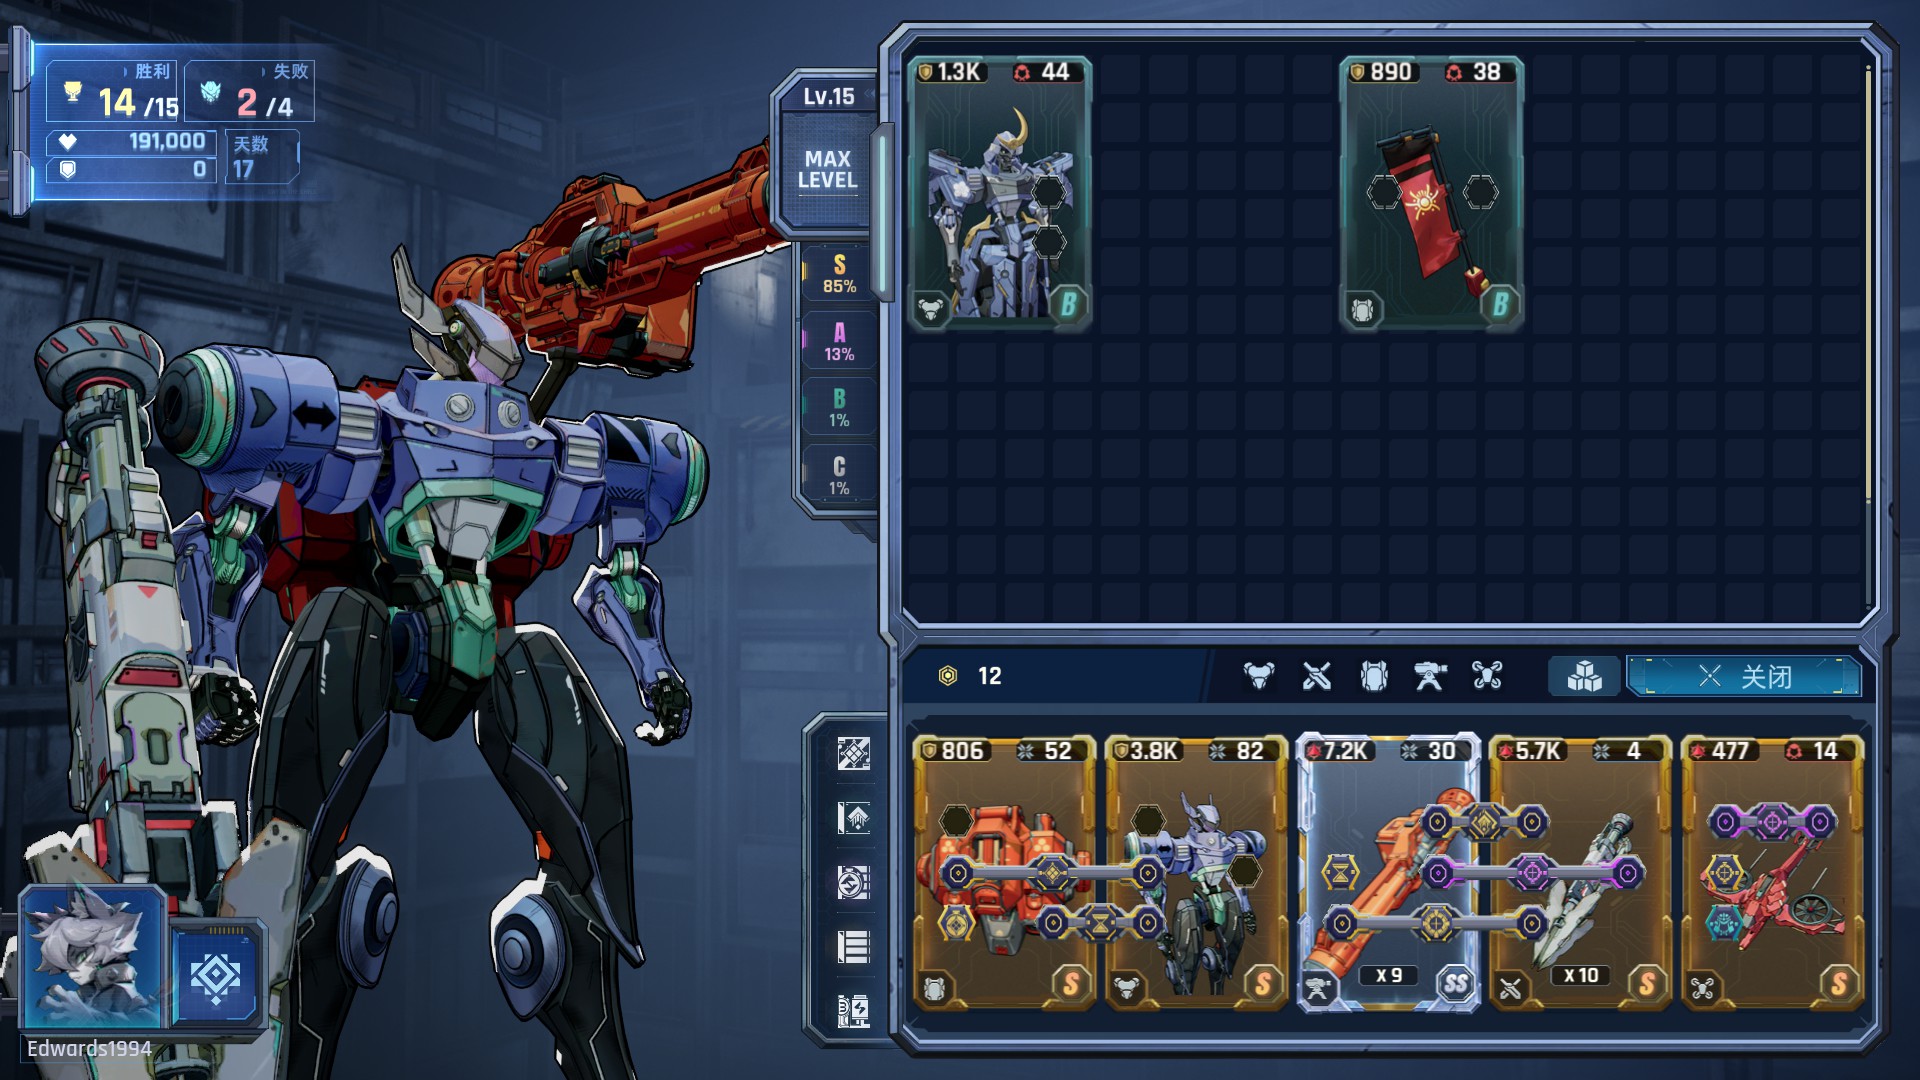 胜利
14 /15
失败
2 /4
191,000
0
天数
17
Lv.15
MAX
LEVEL
S
85%
A
13%
B
1%
C
1%
1.3K 44
B
890 38
B
12
关闭
806 52
S
3.8K 82
S
7.2K 30
X 9
SS
5.7K 4
X 10
S
477 14
S
Edwards1994